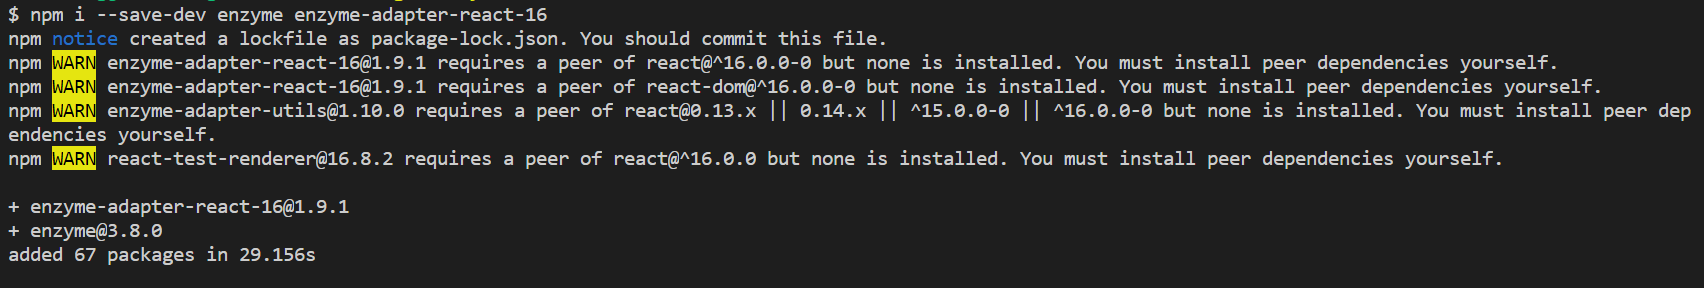 $ npm i --save-dev enzyme enzyme-adapter-react-16
npm notice created a lockfile as package-lock.json. You should commit this file.
npm WARN enzyme-adapter-react-16@1.9.1 requires a peer of react@^16.0.0-0 but none is installed. You must install peer dependencies yourself.
npm WARN enzyme-adapter-react-16@1.9.1 requires a peer of react-dom@^16.0.0-0 but none is installed. You must install peer dependencies yourself.
npm WARN enzyme-adapter-utils@1.10.0 requires a peer of react@0.13.x || 0.14.x || ^15.0.0-0 || ^16.0.0-0 but none is installed. You must install peer dep
endencies yourself.
npm WARN react-test-renderer@16.8.2 requires a peer of react@^16.0.0 but none is installed. You must install peer dependencies yourself.
+ enzyme-adapter-react-16@1.9.1
+ enzyme@3.8.0
added 67 packages in 29.156s